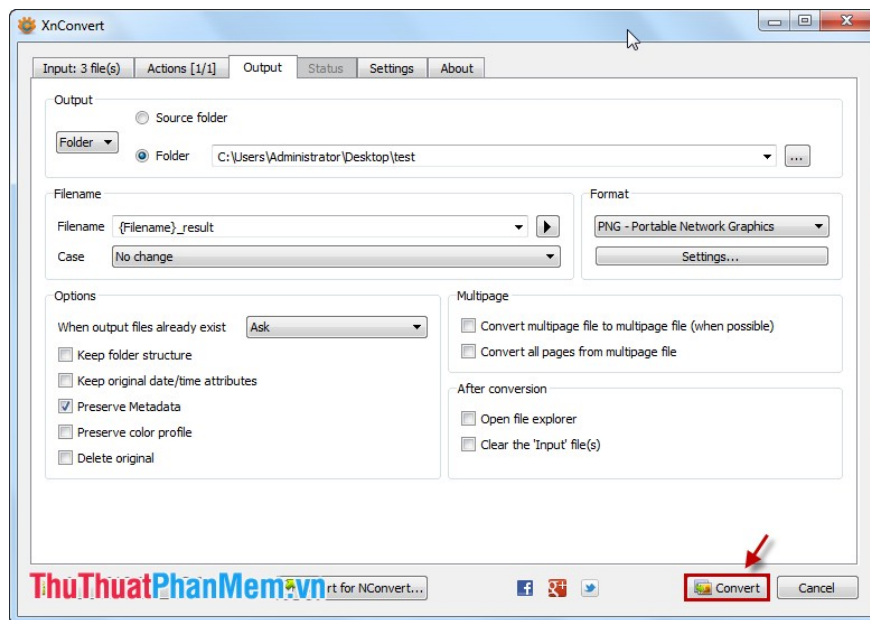 XnConvert
Input: 3 file(s) Actions [1/1] Output Status Settings About
Output
Source folder
Folder
Folder C:\Users\Administrator\Desktop\test ...
Filename Format
Filename {Filename}_result PNG - Portable Network Graphics
Case No change Settings...
Options Multipage
When output files already exist Ask Convert multipage file to multipage file (when possible)
Keep folder structure Convert all pages from multipage file
Keep original date/time attributes
After conversion
Preserve Metadata
Open file explorer
Preserve color profile
Clear the 'Input' file(s)
Delete original
ThuThuatPhanMem.vn rt for NConvert... Convert Cancel